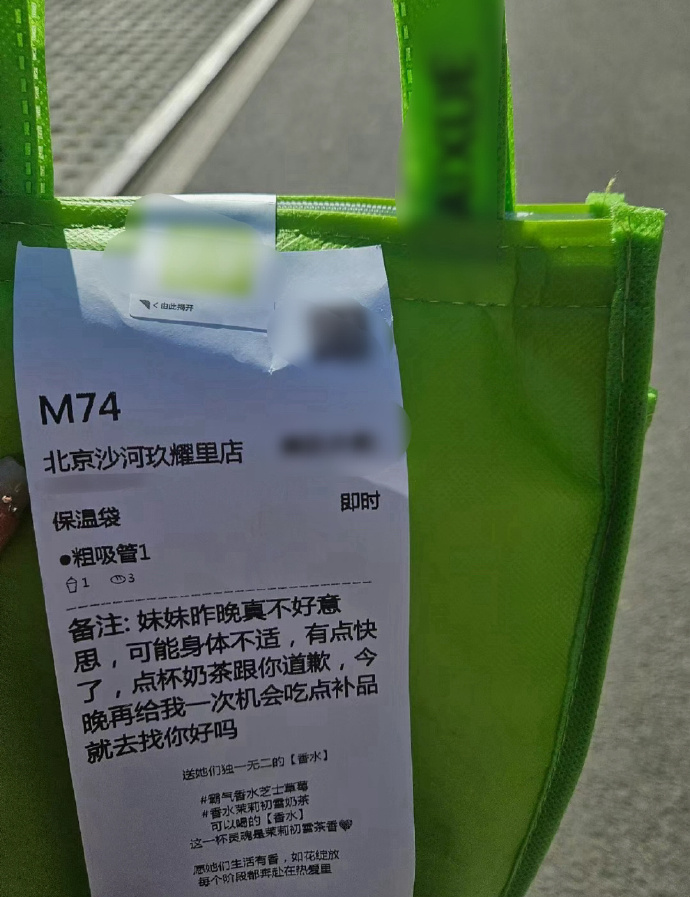 <由此揭开
M74
北京沙河玖耀里店
即时
保温袋
●粗吸管1
1 3
备注: 妹妹昨晚真不好意
思，可能身体不适，有点快
了，点杯奶茶跟你道歉，今
晚再给我一次机会吃点补品
就去找你好吗
送她们独一无二的【香水】
#霸气香水芝士草莓
#香水茉莉初雪奶茶
可以喝的【香水】
这一杯灵魂是茉莉初雪茶香
愿她们生活有香，如花绽放
每个阶段都奔赴在热爱里